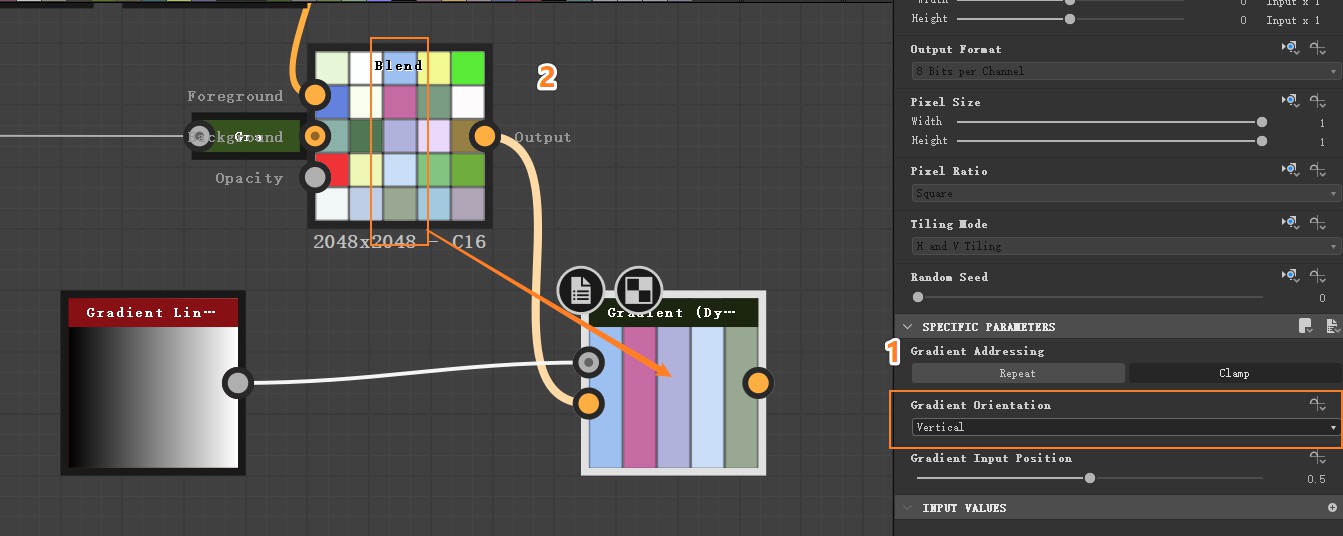 Blend
2
Foreground
Background
Gra
Output
Opacity
2048x2048 - C16
Gradient Lin…
Gradient (Dy…
Width 0 Input x 1
Height 0 Input x 1
Output Format
8 Bits per Channel
Pixel Size
Width 1
Height 1
Pixel Ratio
Square
Tiling Mode
H and V Tiling
Random Seed
0
SPECIFIC PARAMETERS
1
Gradient Addressing
Repeat Clamp
Gradient Orientation
Vertical
Gradient Input Position
0.5
INPUT VALUES